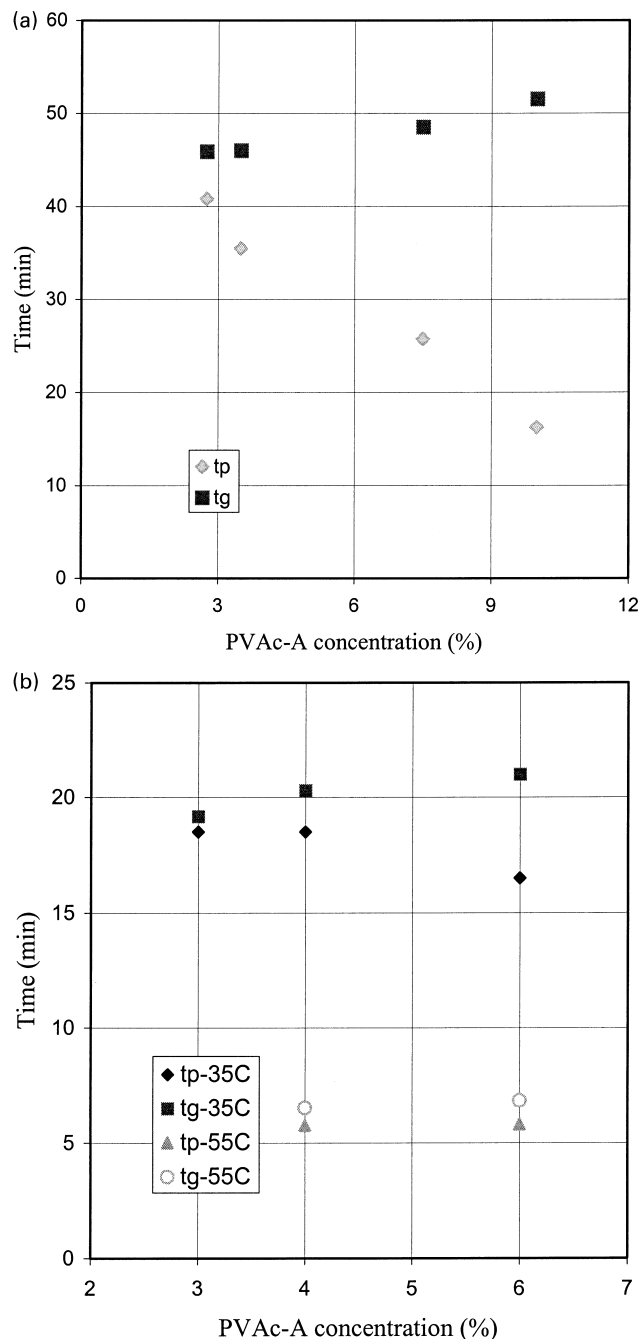 (a)
60
50
40
30
20
10
0
Time (min)
tp
tg
0 3 6 9 12
PVAc-A concentration (%)
(b)
25
20
15
10
5
0
Time (min)
tp-35C
tg-35C
tp-55C
tg-55C
2 3 4 5 6 7
PVAc-A concentration (%)